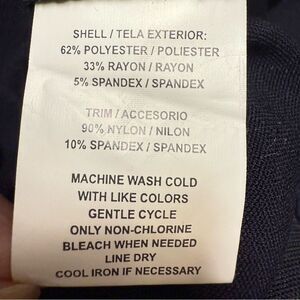 SHELL / TELA EXTERIOR:
62% POLYESTER / POLIESTER
33% RAYON / RAYON
5% SPANDEX / SPANDEX
TRIM / ACCESORIO
90% NYLON / NILON
10% SPANDEX / SPANDEX
MACHINE WASH COLD
WITH LIKE COLORS
GENTLE CYCLE
ONLY NON-CHLORINE
BLEACH WHEN NEEDED
LINE DRY
COOL IRON IF NECESSARY